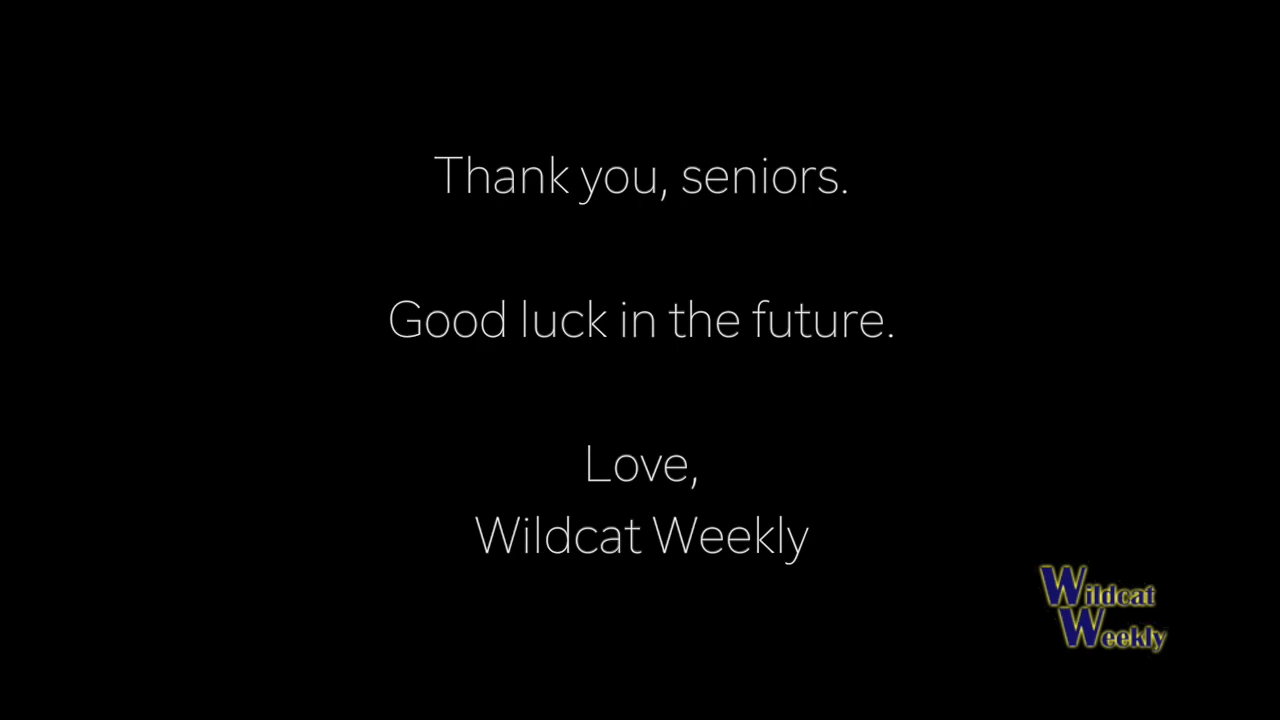 Thank you, seniors.
Good luck in the future.
Love,
Wildcat Weekly
Wildcat
Weekly